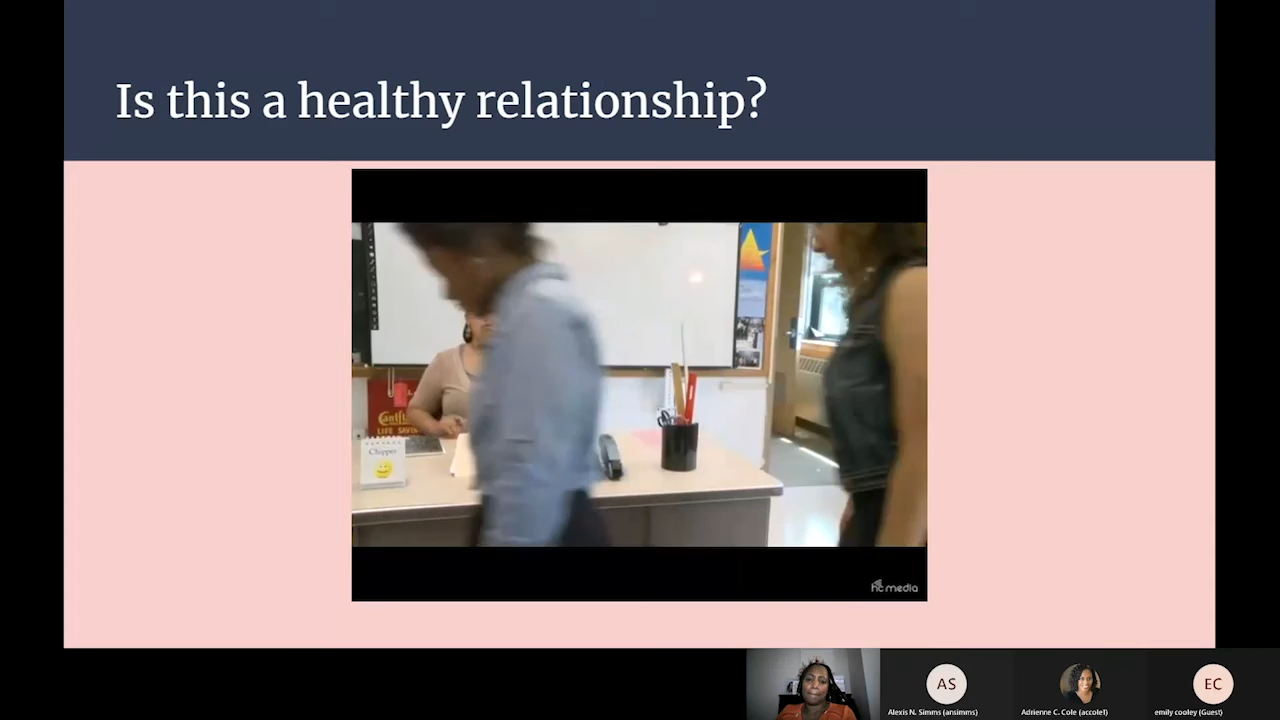 Is this a healthy relationship?
LIFE SAVIN
Chipper
hc media
AS
EC
Alexis N. Simms (ansimms)
Adrienne C. Cole (accole1)
emily cooley (Guest)